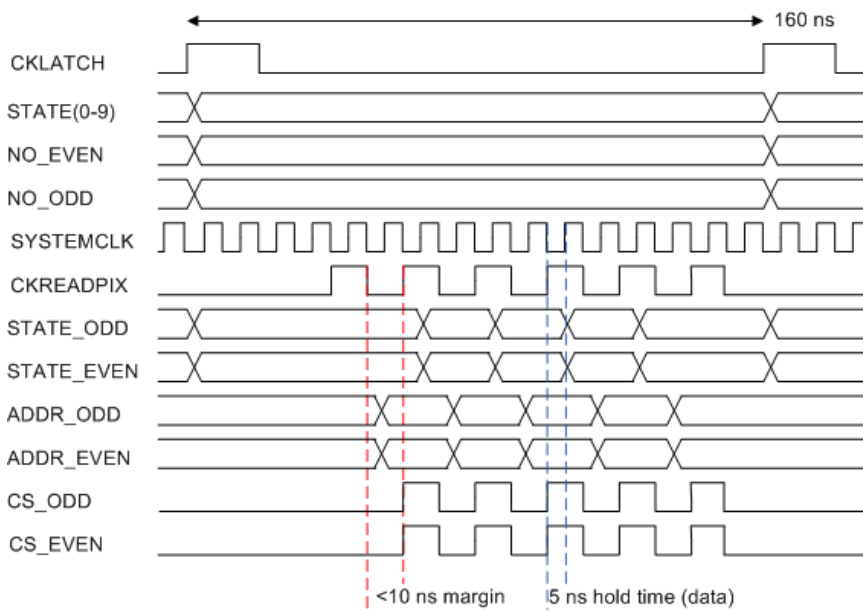 160 ns
CKLATCH
STATE(0-9)
NO_EVEN
NO_ODD
SYSTEMCLK
CKREADPIX
STATE_ODD
STATE_EVEN
ADDR_ODD
ADDR_EVEN
CS_ODD
CS_EVEN
<10 ns margin
5 ns hold time (data)